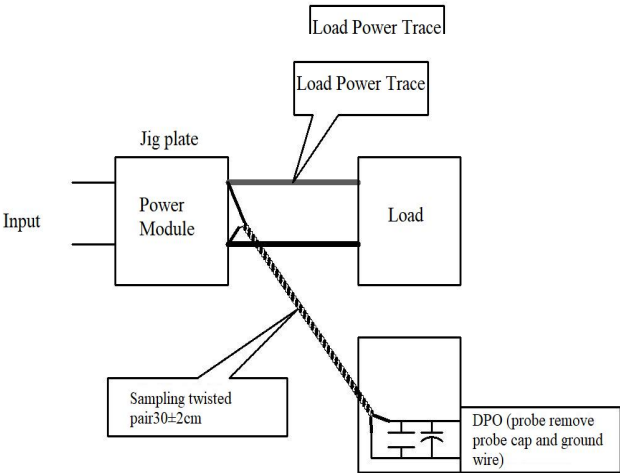 Load Power Trace
Load Power Trace
Jig plate
Power
Module
Load
Input
Sampling twisted
pair30±2cm
DPO (probe remove
probe cap and ground
wire)